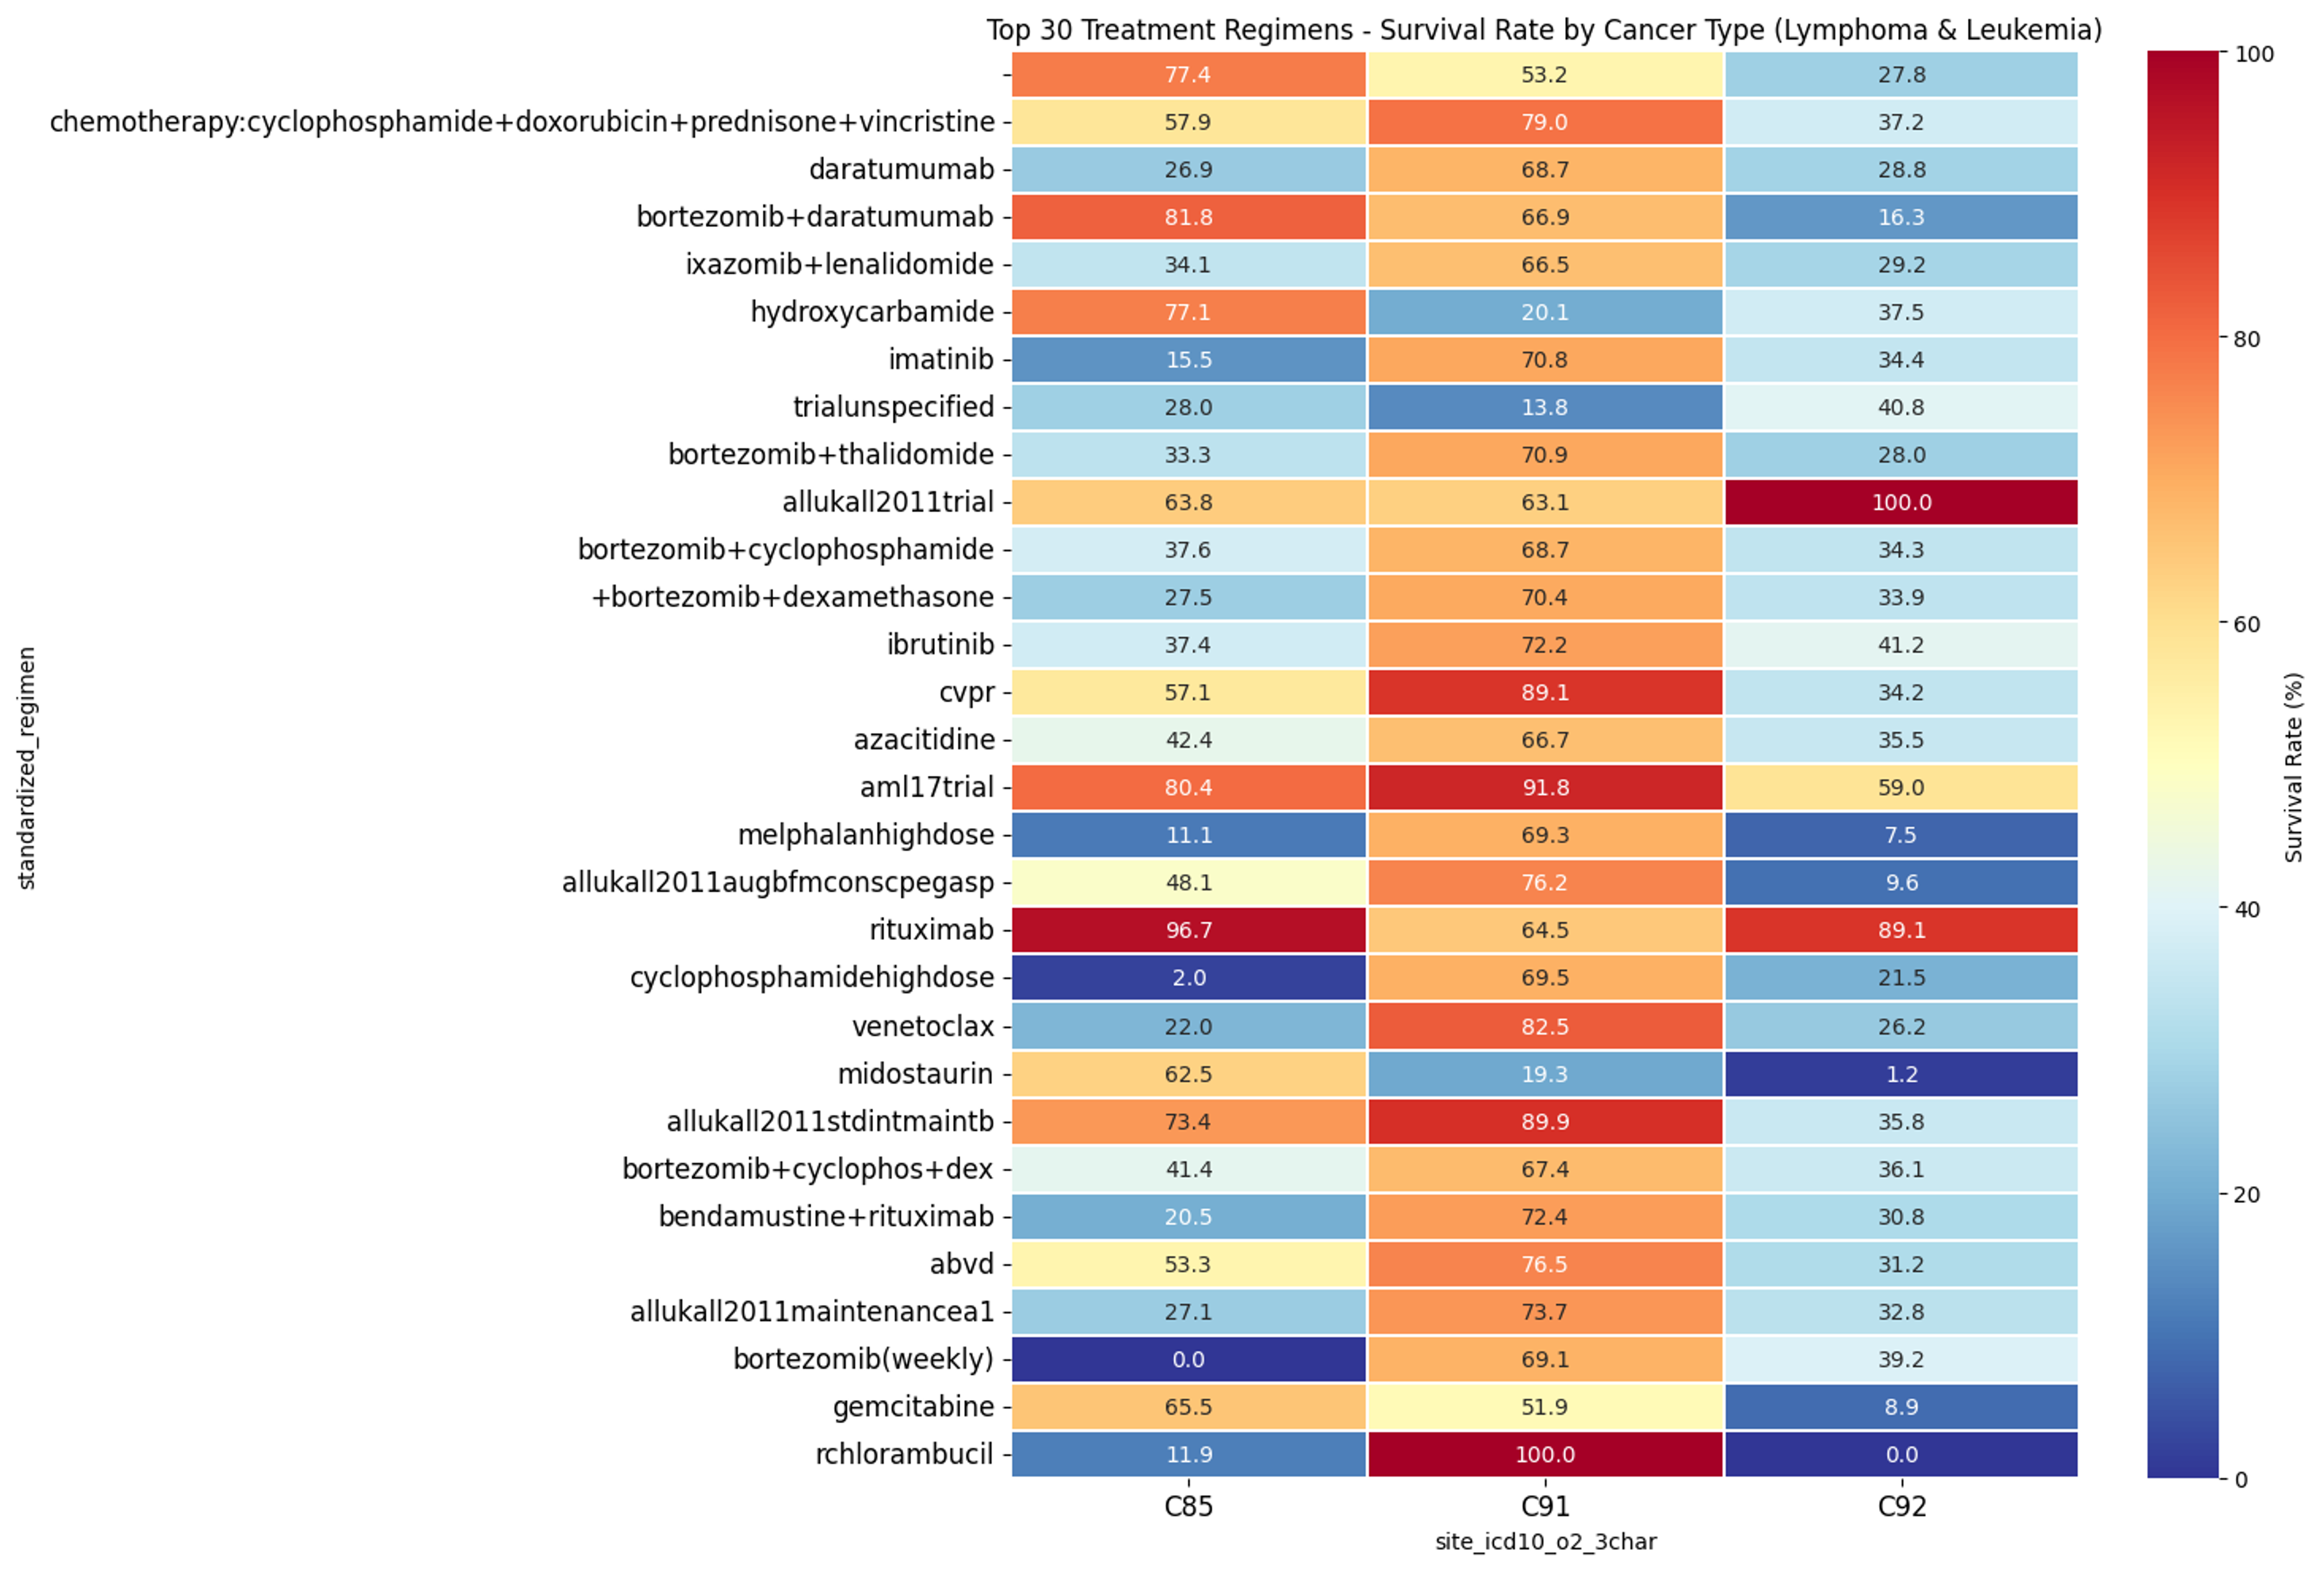 Top 30 Treatment Regimens - Survival Rate by Cancer Type (Lymphoma & Leukemia)
77.4 53.2 27.8
chemotherapy:cyclophosphamide+doxorubicin+prednisone+vincristine 57.9 79.0 37.2
daratumumab 26.9 68.7 28.8
bortezomib+daratumumab 81.8 66.9 16.3
ixazomib+lenalidomide 34.1 66.5 29.2
hydroxycarbamide 77.1 20.1 37.5
imatinib 15.5 70.8 34.4
trialunspecified 28.0 13.8 40.8
bortezomib+thalidomide 33.3 70.9 28.0
allukall2011trial 63.8 63.1 100.0
bortezomib+cyclophosphamide 37.6 68.7 34.3
+bortezomib+dexamethasone 27.5 70.4 33.9
ibrutinib 37.4 72.2 41.2
cvpr 57.1 89.1 34.2
azacitidine 42.4 66.7 35.5
aml17trial 80.4 91.8 59.0
melphalanhighdose 11.1 69.3 7.5
allukall2011augbfmconscpegasp 48.1 76.2 9.6
rituximab 96.7 64.5 89.1
cyclophosphamidehighdose 2.0 69.5 21.5
venetoclax 22.0 82.5 26.2
midostaurin 62.5 19.3 1.2
allukall2011stdintmaintb 73.4 89.9 35.8
bortezomib+cyclophos+dex 41.4 67.4 36.1
bendamustine+rituximab 20.5 72.4 30.8
abvd 53.3 76.5 31.2
allukall2011maintenancea1 27.1 73.7 32.8
bortezomib(weekly) 0.0 69.1 39.2
gemcitabine 65.5 51.9 8.9
rchlorambucil 11.9 100.0 0.0
C85 C91 C92
site_icd10_o2_3char
standardized_regimen
100
80
60
40
20
0
Survival Rate (%)